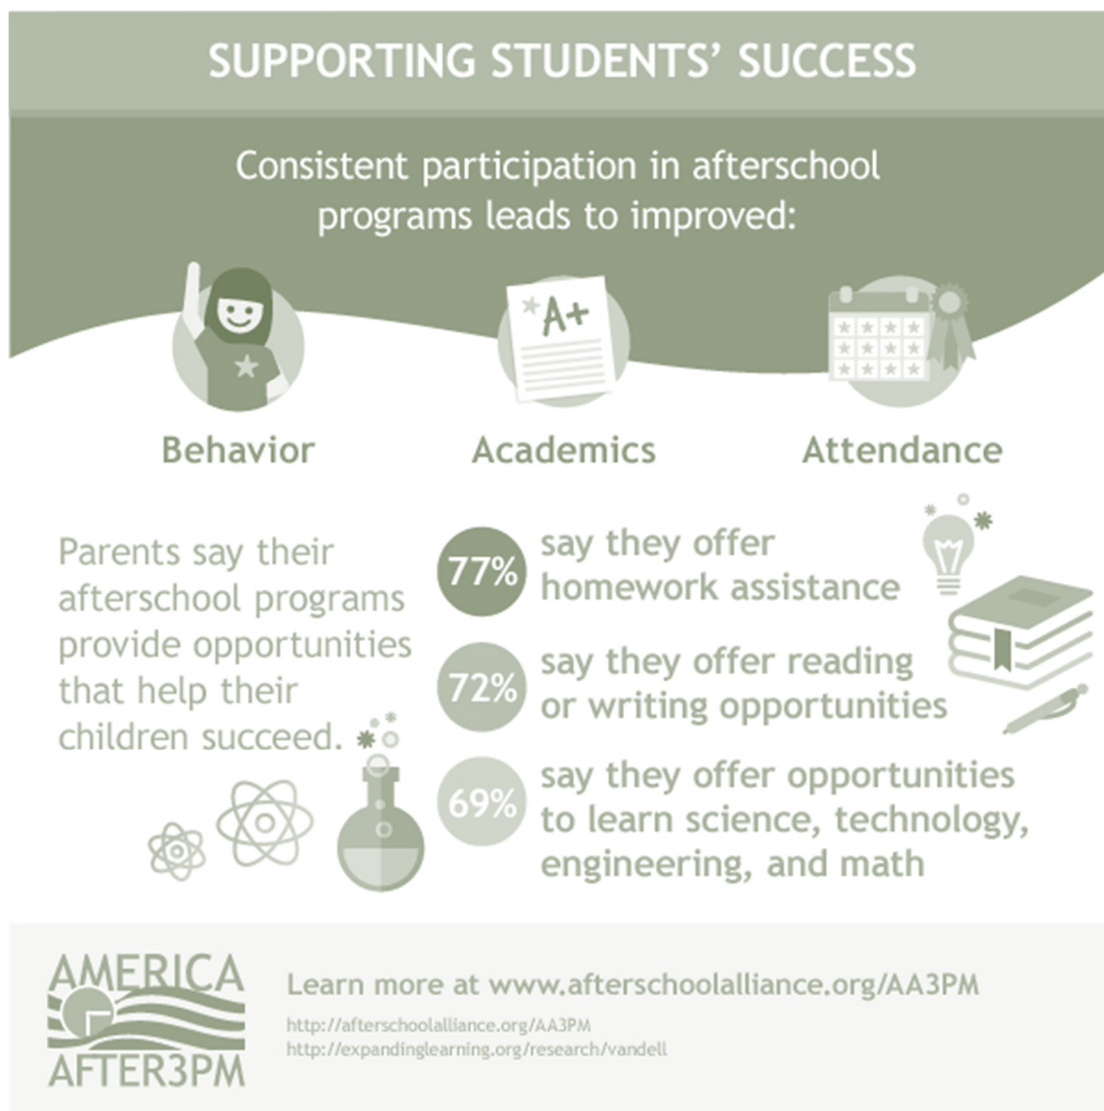 SUPPORTING STUDENTS' SUCCESS
Consistent participation in afterschool
programs leads to improved:
A+
Behavior
Academics
Attendance
Parents say their
afterschool programs
provide opportunities
that help their
children succeed.
77%
say they offer
homework assistance
72%
say they offer reading
or writing opportunities
69%
say they offer opportunities
to learn science, technology,
engineering, and math
AMERICA
AFTER3PM
Learn more at www.afterschoolalliance.org/AA3PM
http://afterschoolalliance.org/AA3PM
http://expandinglearning.org/research/vandell